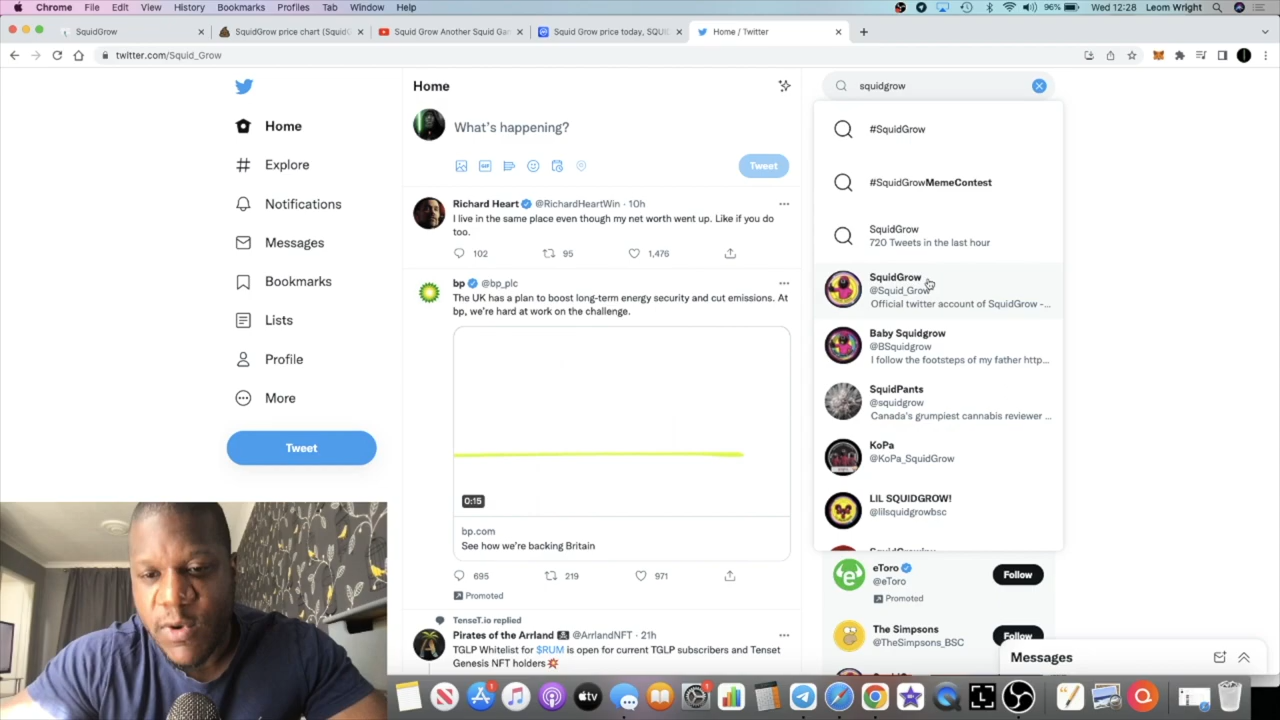 Chrome File Edit View History Bookmarks Profiles Tab Window Help 96% Wed 12:28 Leom Wright
SquidGrow
SquidGrow price chart (SquidG
Squid Grow Another Squid Gam
Squid Grow price today, SQUID
Home / Twitter
twitter.com/Squid_Grow
Home
Explore
Notifications
Messages
Bookmarks
Lists
Profile
More
Tweet
Home
What's happening?
GIF
Tweet
Richard Heart @RichardHeartWin · 10h
I live in the same place even though my net worth went up. Like if you do
too.
102 95 1,476
bp @bp_plc
The UK has a plan to boost long-term energy security and cut emissions. At
bp, we're hard at work on the challenge.
0:15
bp.com
See how we're backing Britain
695 219 971
Promoted
TenseT.io replied
Pirates of the Arrland @ArrlandNFT · 21h
TGLP Whitelist for $RUM is open for current TGLP subscribers and Tenset
Genesis NFT holders
squidgrow
#SquidGrow
#SquidGrowMemeContest
SquidGrow
720 Tweets in the last hour
SquidGrow
@Squid_Grow
Official twitter account of SquidGrow -...
Baby Squidgrow
@BSquidgrow
I follow the footsteps of my father http...
SquidPants
@squidgrow
Canada's grumpiest cannabis reviewer ...
KoPa
@KoPa_SquidGrow
LIL SQUIDGROW!
@lilsquidgrowbsc
eToro
@eToro
Follow
Promoted
The Simpsons
@TheSimpsons_BSC
Follow
Messages
tv